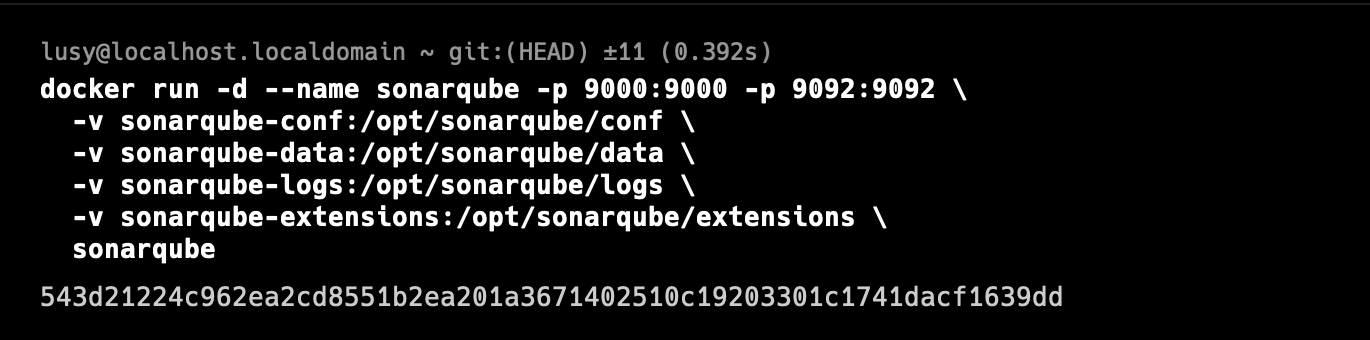 lusy@localhost.localdomain ~ git:(HEAD) ±11 (0.392s)
docker run -d --name sonarqube -p 9000:9000 -p 9092:9092 \
-v sonarqube-conf:/opt/sonarqube/conf \
-v sonarqube-data:/opt/sonarqube/data \
-v sonarqube-logs:/opt/sonarqube/logs \
-v sonarqube-extensions:/opt/sonarqube/extensions \
sonarqube
543d21224c962ea2cd8551b2ea201a3671402510c19203301c1741dacf1639dd